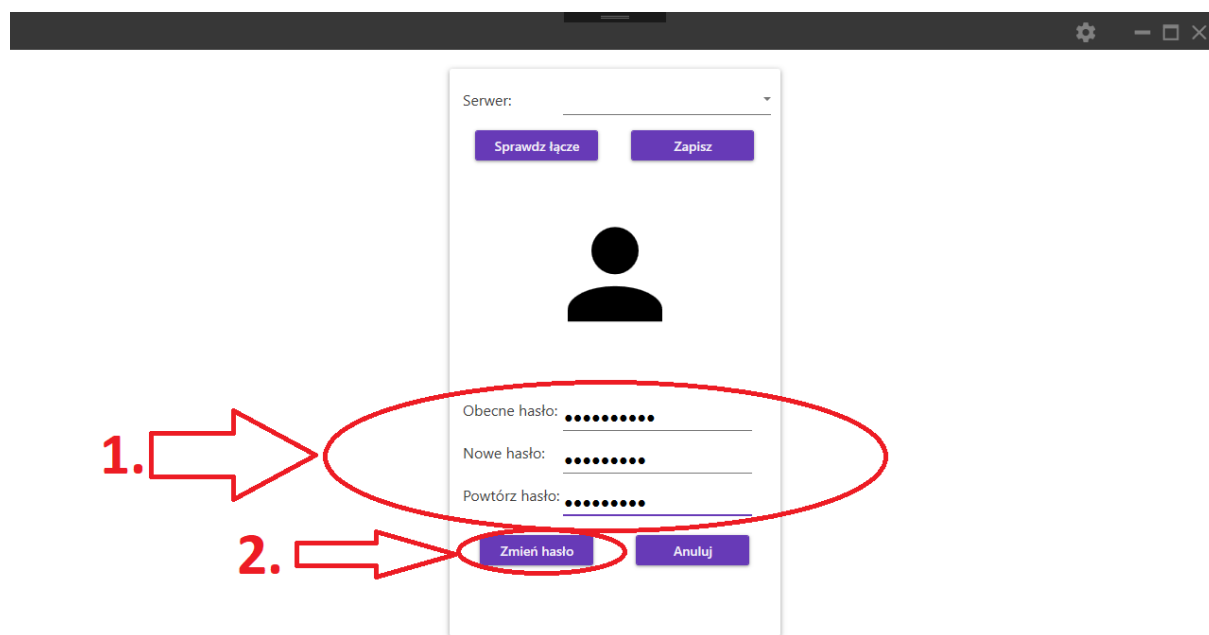 Serwer:
Sprawdz łącze
Zapisz
Obecne hasło: ••••••••••
1.
Nowe hasło: •••••••••
Powtórz hasło: •••••••••
2.
Zmień hasło
Anuluj